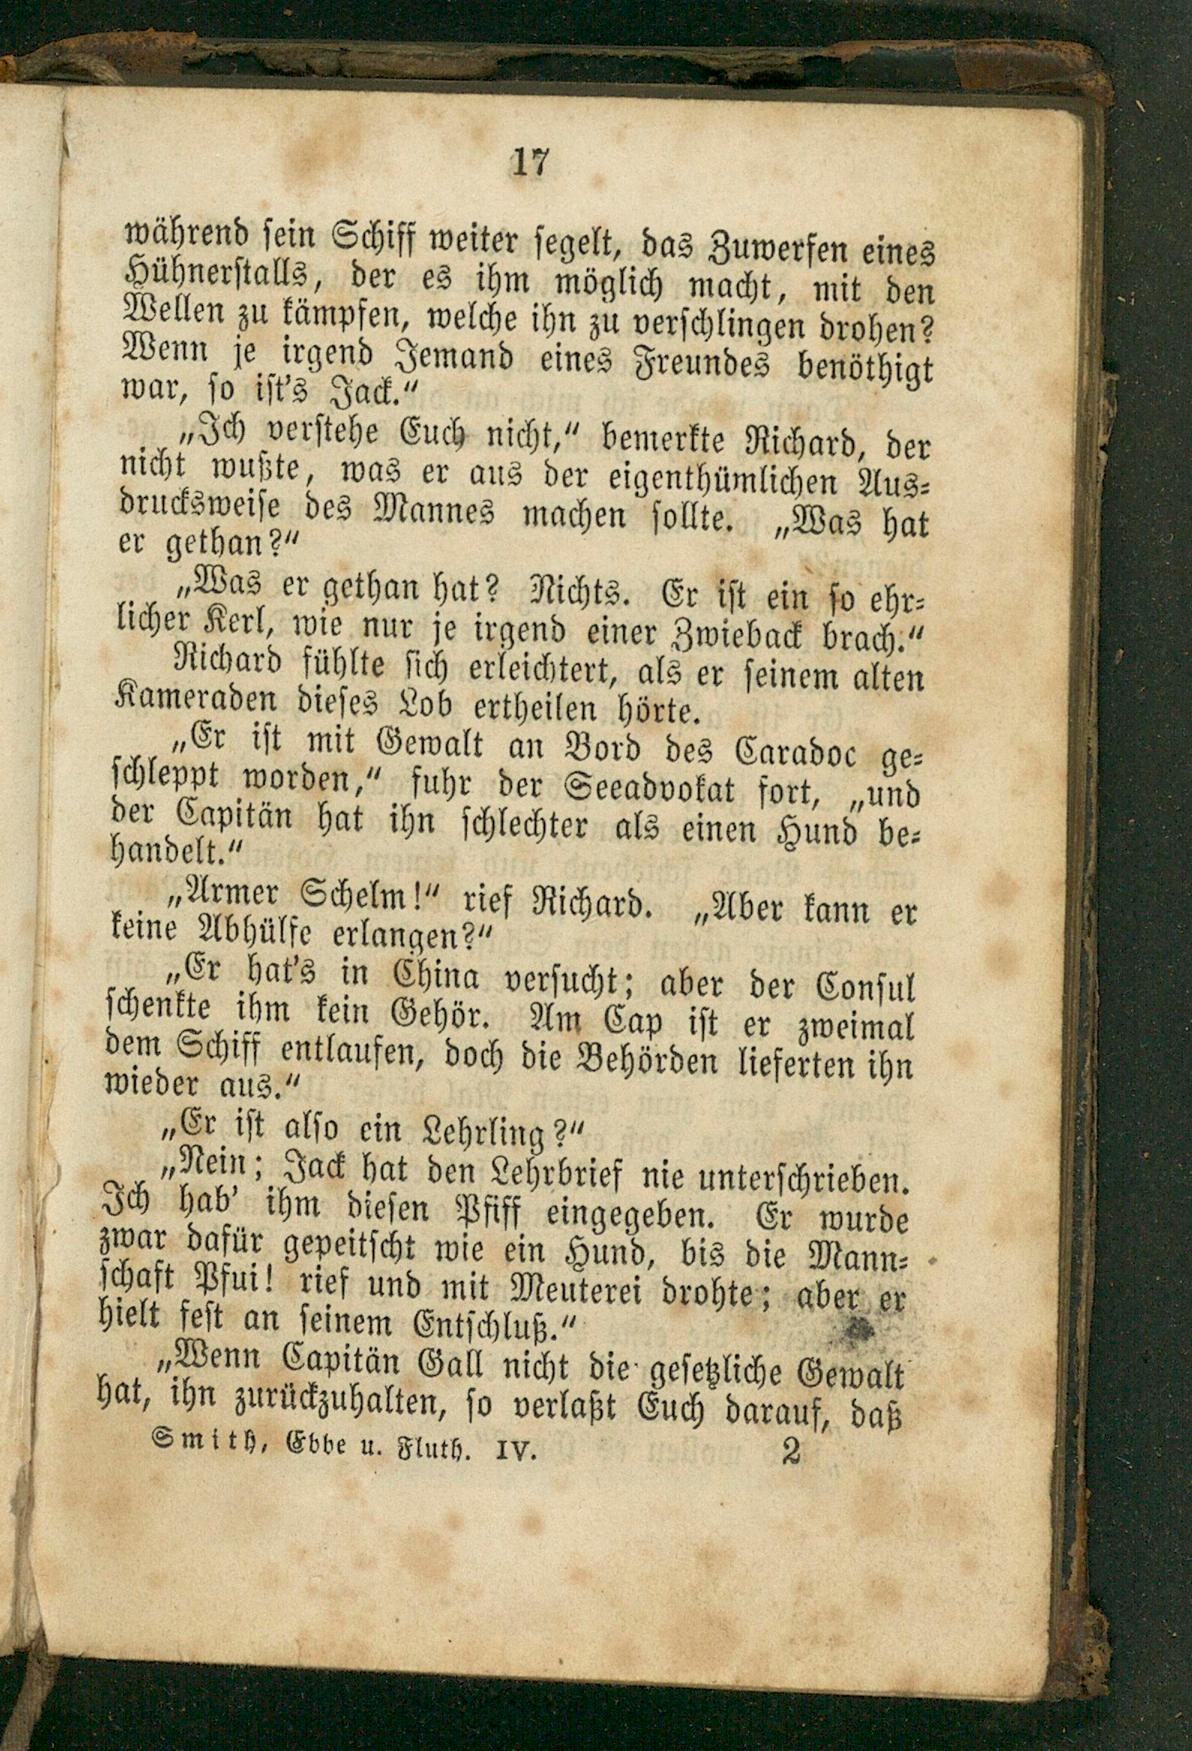 17
während sein Schiff weiter segelt, das Zuwerfen eines
Hühnerstalls, der es ihm möglich macht, mit den
Wellen zu kämpfen, welche ihn zu verschlingen drohen?
Wenn je irgend Jemand eines Freundes benöthigt
war, so ist's Jack.“
„Ich verstehe Euch nicht,“ bemerkte Richard, der
nicht wußte, was er aus der eigenthümlichen Aus-
drucksweise des Mannes machen sollte. „Was hat
er gethan?“
„Was er gethan hat? Nichts. Er ist ein so ehr-
licher Kerl, wie nur je irgend einer Zwieback brach.“
Richard fühlte sich erleichtert, als er seinem alten
Kameraden dieses Lob ertheilen hörte.
„Er ist mit Gewalt an Bord des Caradoc ge-
schleppt worden,“ fuhr der Seeadvokat fort, „und
der Capitän hat ihn schlechter als einen Hund be-
handelt.“
„Armer Schelm!“ rief Richard. „Aber kann er
keine Abhülfe erlangen?“
„Er hat's in China versucht; aber der Consul
schenkte ihm kein Gehör. Am Cap ist er zweimal
dem Schiff entlaufen, doch die Behörden lieferten ihn
wieder aus.“
„Er ist also ein Lehrling?“
„Nein; Jack hat den Lehrbrief nie unterschrieben.
Ich hab' ihm diesen Pfiff eingegeben. Er wurde
zwar dafür gepeitscht wie ein Hund, bis die Mann-
schaft Pfui! rief und mit Meuterei drohte; aber er
hielt fest an seinem Entschluß.“
„Wenn Capitän Gall nicht die gesetzliche Gewalt
hat, ihn zurückzuhalten, so verlaßt Euch darauf, daß
Smith, Ebbe u. Fluth. IV. 2